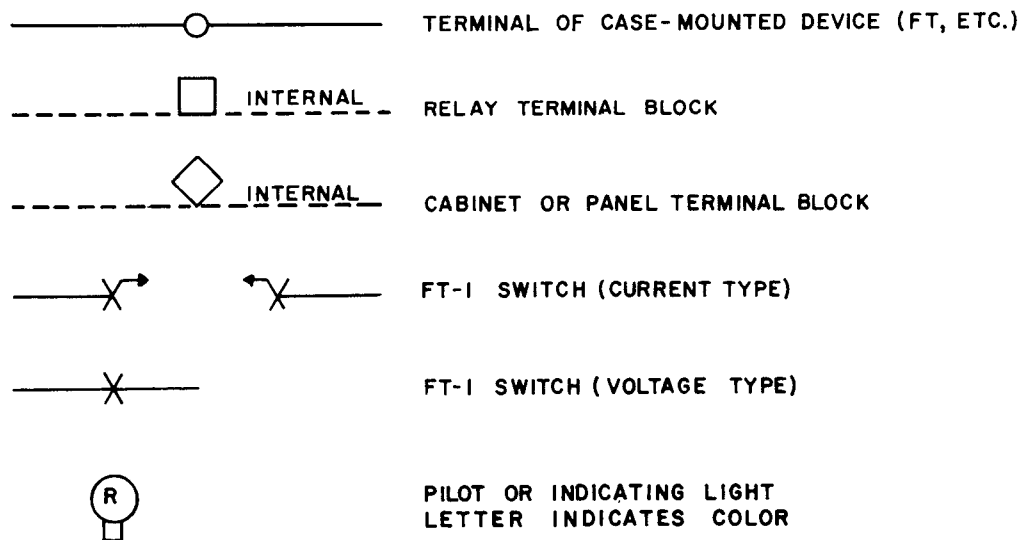 TERMINAL OF CASE-MOUNTED DEVICE (FT, ETC.)
INTERNAL
RELAY TERMINAL BLOCK
INTERNAL
CABINET OR PANEL TERMINAL BLOCK
FT-1 SWITCH (CURRENT TYPE)
FT-1 SWITCH (VOLTAGE TYPE)
R
PILOT OR INDICATING LIGHT
LETTER INDICATES COLOR